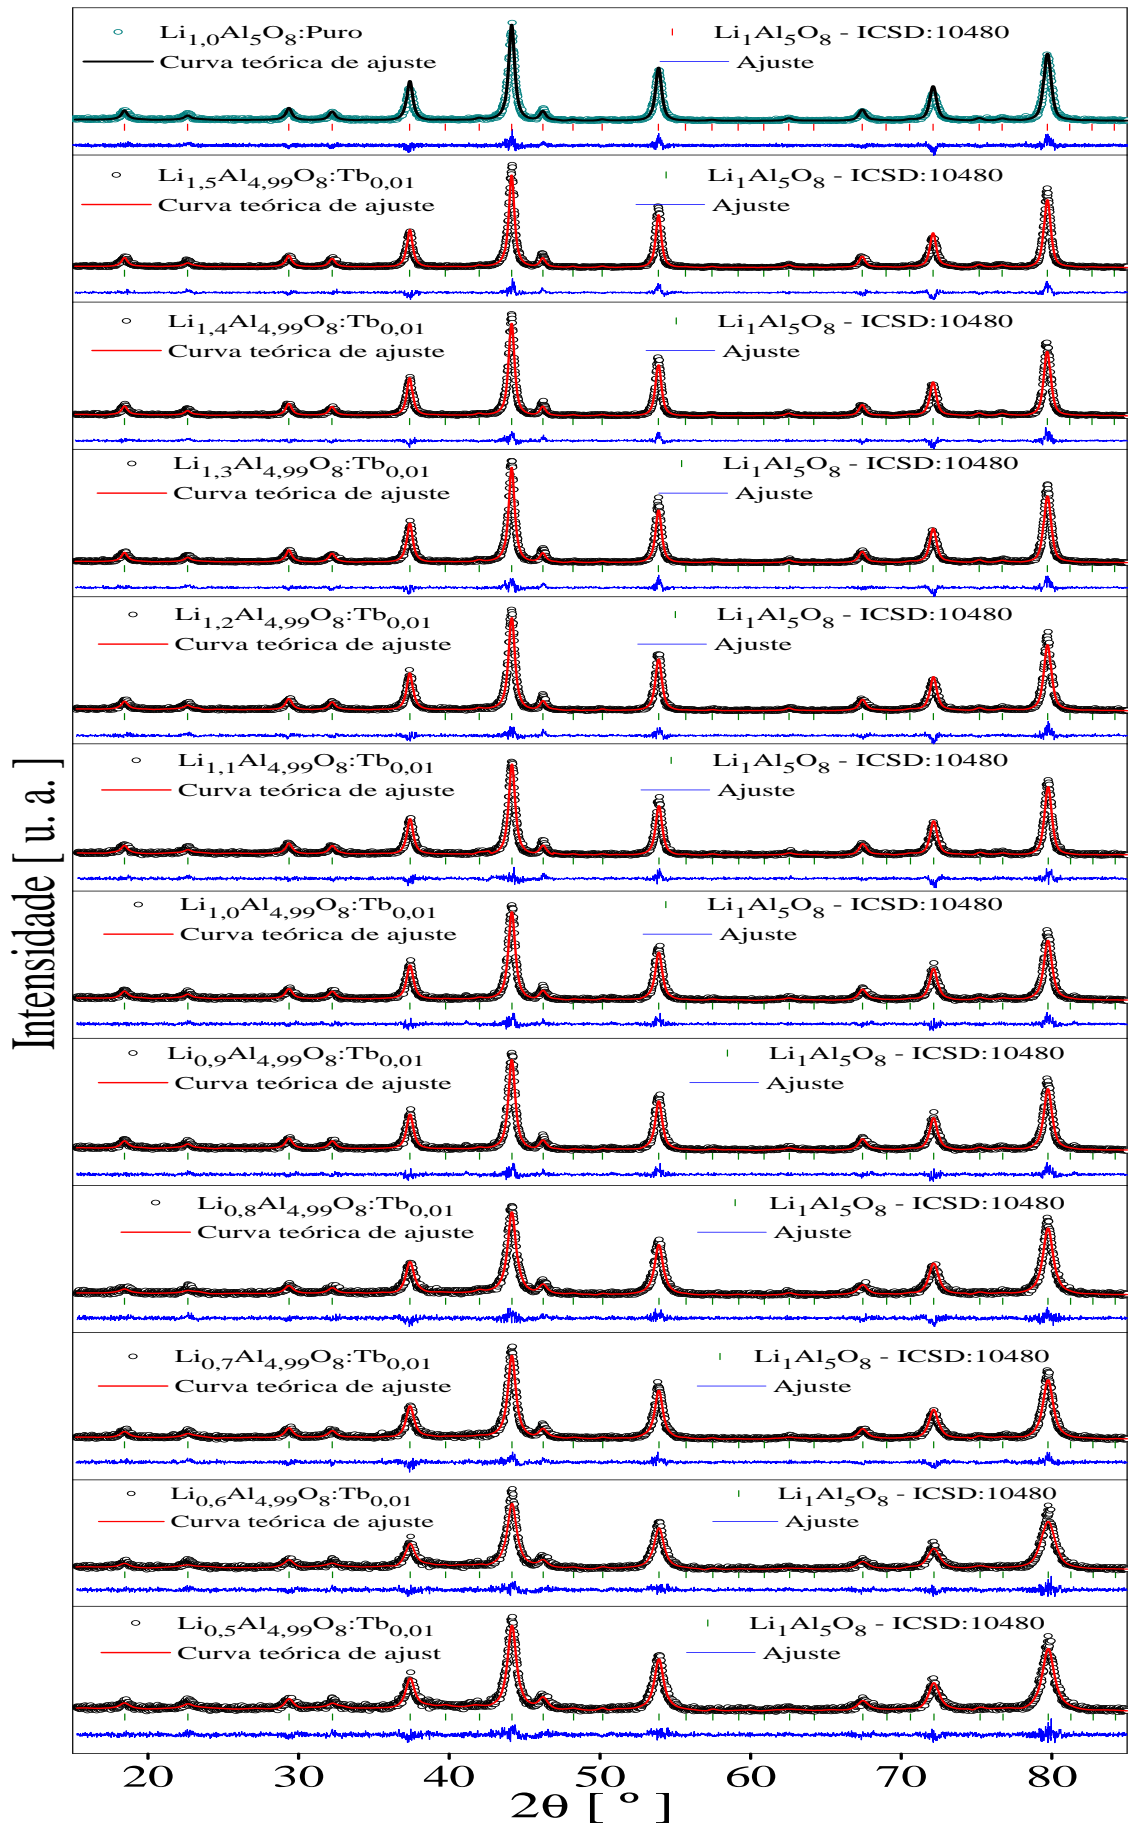 Li1,0Al5O8:Puro Li1Al5O8 - ICSD:10480
Curva teórica de ajuste Ajuste
Li1,5Al4,99O8:Tb0,01 Li1Al5O8 - ICSD:10480
Curva teórica de ajuste Ajuste
Li1,4Al4,99O8:Tb0,01 Li1Al5O8 - ICSD:10480
Curva teórica de ajuste Ajuste
Li1,3Al4,99O8:Tb0,01 Li1Al5O8 - ICSD:10480
Curva teórica de ajuste Ajuste
Li1,2Al4,99O8:Tb0,01 Li1Al5O8 - ICSD:10480
Curva teórica de ajuste Ajuste
Li1,1Al4,99O8:Tb0,01 Li1Al5O8 - ICSD:10480
Curva teórica de ajuste Ajuste
Li1,0Al4,99O8:Tb0,01 Li1Al5O8 - ICSD:10480
Curva teórica de ajuste Ajuste
Li0,9Al4,99O8:Tb0,01 Li1Al5O8 - ICSD:10480
Curva teórica de ajuste Ajuste
Li0,8Al4,99O8:Tb0,01 Li1Al5O8 - ICSD:10480
Curva teórica de ajuste Ajuste
Li0,7Al4,99O8:Tb0,01 Li1Al5O8 - ICSD:10480
Curva teórica de ajuste Ajuste
Li0,6Al4,99O8:Tb0,01 Li1Al5O8 - ICSD:10480
Curva teórica de ajuste Ajuste
Li0,5Al4,99O8:Tb0,01 Li1Al5O8 - ICSD:10480
Curva teórica de ajust Ajuste
Intensidade [ u. a. ]
20 30 40 50 60 70 80
2θ [ ° ]